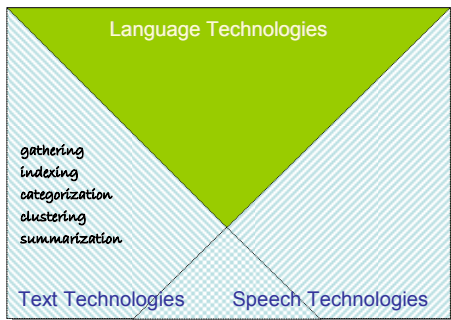 Language Technologies
gathering
indexing
categorization
clustering
summarization
Text Technologies
Speech Technologies